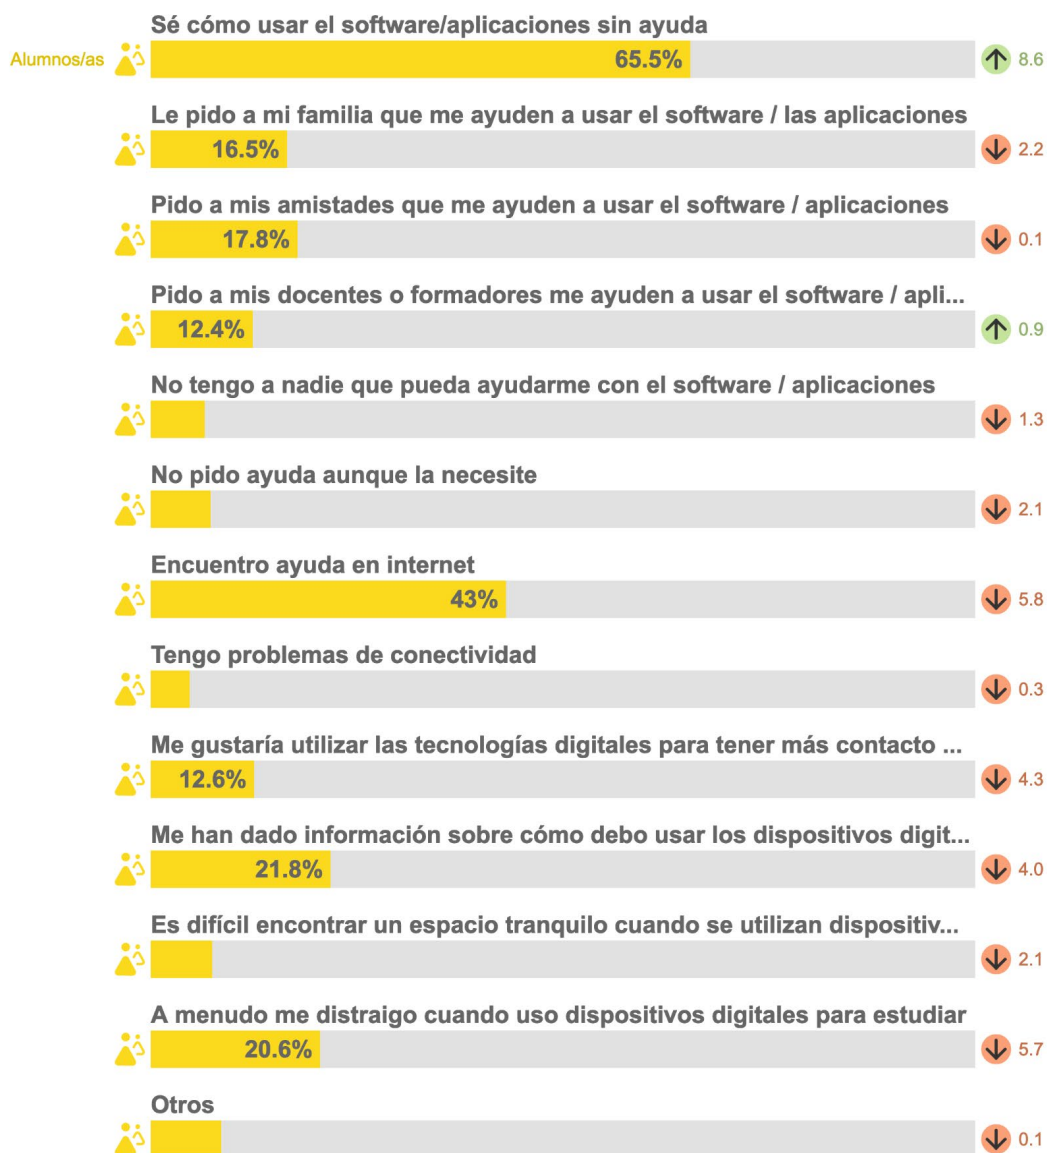 Sé cómo usar el software/aplicaciones sin ayuda
Alumnos/as 65.5% 8.6
Le pido a mi familia que me ayuden a usar el software / las aplicaciones
16.5% 2.2
Pido a mis amistades que me ayuden a usar el software / aplicaciones
17.8% 0.1
Pido a mis docentes o formadores me ayuden a usar el software / apli...
12.4% 0.9
No tengo a nadie que pueda ayudarme con el software / aplicaciones
1.3
No pido ayuda aunque la necesite
2.1
Encuentro ayuda en internet
43% 5.8
Tengo problemas de conectividad
0.3
Me gustaría utilizar las tecnologías digitales para tener más contacto ...
12.6% 4.3
Me han dado información sobre cómo debo usar los dispositivos digit...
21.8% 4.0
Es difícil encontrar un espacio tranquilo cuando se utilizan dispositiv...
2.1
A menudo me distraigo cuando uso dispositivos digitales para estudiar
20.6% 5.7
Otros
0.1